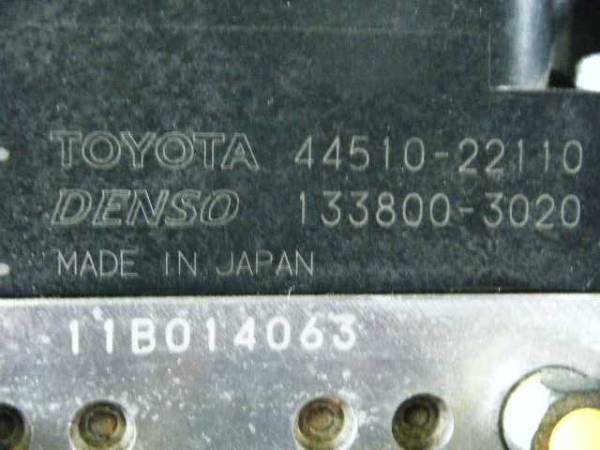 TOYOTA 44510-22110
DENSO 133800-3020
MADE IN JAPAN
11B014063